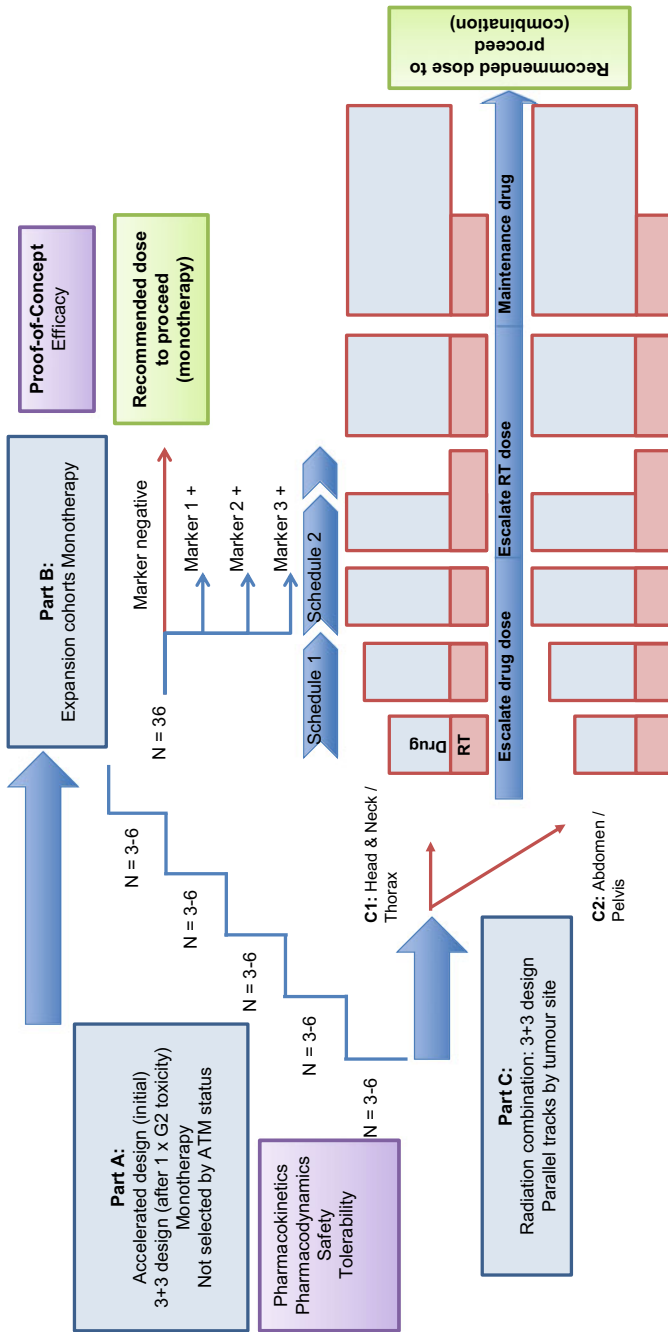 Part A:
Accelerated design (initial)
3+3 design (after 1 x G2 toxicity)
Monotherapy
Not selected by ATM status
Pharmacokinetics
Pharmacodynamics
Safety
Tolerability
N = 3-6
N = 3-6
N = 3-6
N = 3-6
N = 3-6
Part B:
Expansion cohorts Monotherapy
Proof-of-Concept
Efficacy
N = 36
Marker negative
Marker 1 +
Marker 2 +
Marker 3 +
Recommended dose
to proceed
(monotherapy)
Schedule 1
Schedule 2
Part C:
Radiation combination: 3+3 design
Parallel tracks by tumour site
C1: Head & Neck /
Thorax
C2: Abdomen /
Pelvis
Drug
RT
Escalate drug dose
Escalate RT dose
Maintenance drug
Recommended dose to
proceed
(combination)